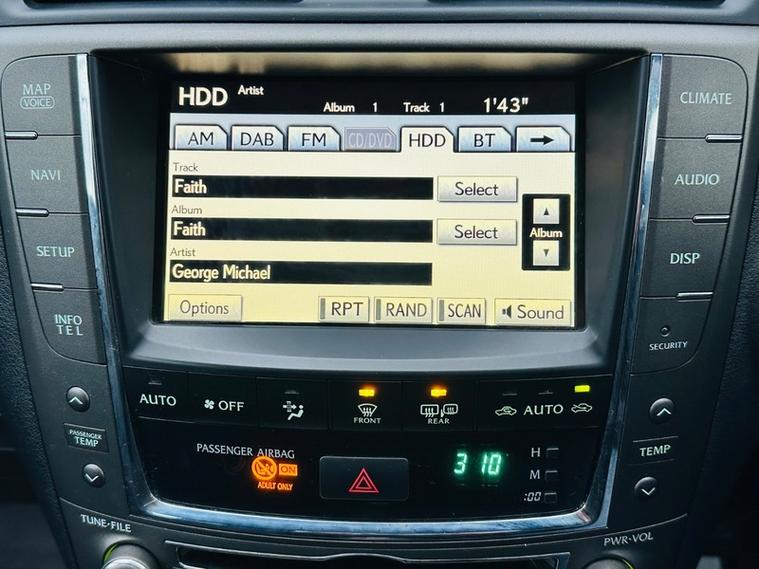 MAP
VOICE
NAVI
SETUP
INFO
TEL
HDD Artist
Album 1 Track 1 1'43"
AM DAB FM CD/DVD HDD BT
Track
Faith
Select
Album
Faith
Select
Album
Artist
George Michael
Options RPT RAND SCAN Sound
CLIMATE
AUDIO
DISP
SECURITY
AUTO OFF FRONT REAR AUTO
PASSENGER
TEMP
PASSENGER AIRBAG
ON
ADULT ONLY
3 10
H
M
:00
TEMP
TUNE•FILE
PWR•VOL